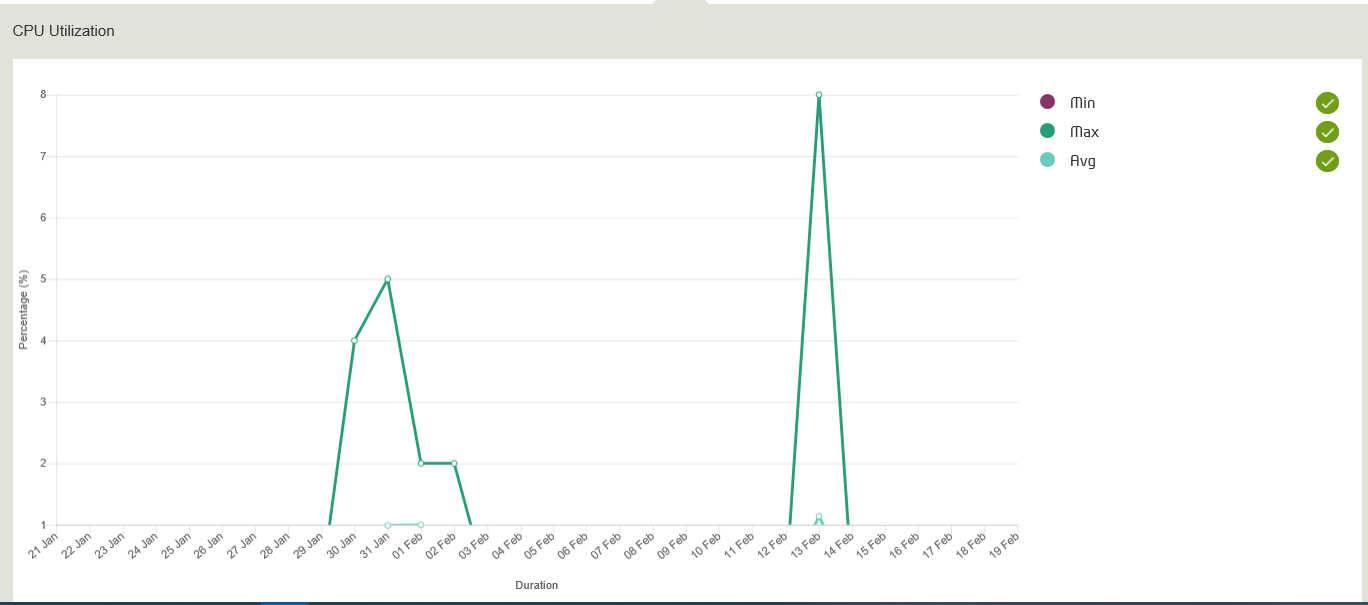 CPU Utilization
8
7
6
5
4
3
2
1
Percentage (%)
21 Jan
22 Jan
23 Jan
24 Jan
25 Jan
26 Jan
27 Jan
28 Jan
29 Jan
30 Jan
31 Jan
01 Feb
02 Feb
03 Feb
04 Feb
05 Feb
06 Feb
07 Feb
08 Feb
09 Feb
10 Feb
11 Feb
12 Feb
13 Feb
14 Feb
15 Feb
16 Feb
17 Feb
18 Feb
19 Feb
Duration
Min
Max
Avg